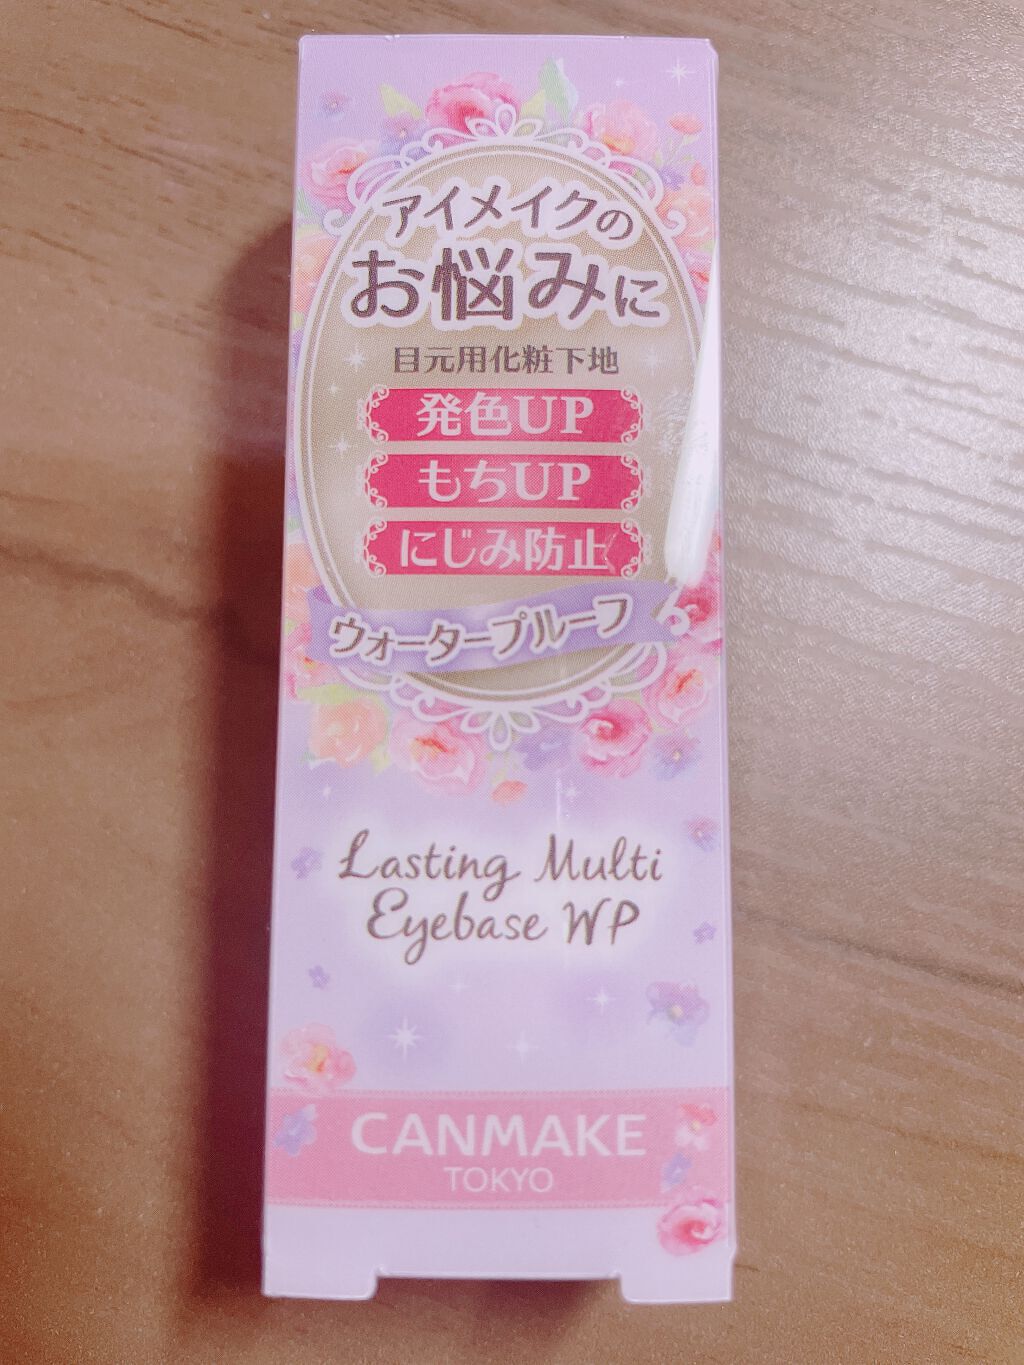 アイメイクの
お悩みに
目元用化粧下地
発色UP
もちUP
にじみ防止
ウォータープルーフ
Lasting Multi
Eyebase WP
CANMAKE
TOKYO